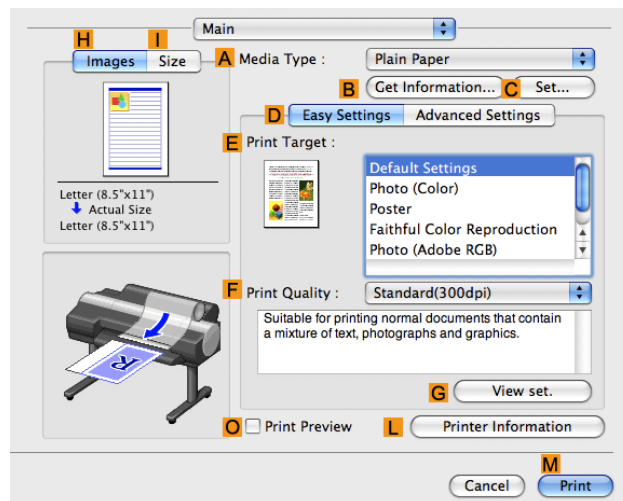 Main
H
I
Images
Size
A
Media Type :
Plain Paper
B
Get Information...
C
Set...
D
Easy Settings
Advanced Settings
E
Print Target :
Default Settings
Photo (Color)
Poster
Faithful Color Reproduction
Photo (Adobe RGB)
Letter (8.5"x11")
Actual Size
Letter (8.5"x11")
F
Print Quality :
Standard(300dpi)
Suitable for printing normal documents that contain
a mixture of text, photographs and graphics.
R
G
View set.
O
Print Preview
L
Printer Information
M
Cancel
Print